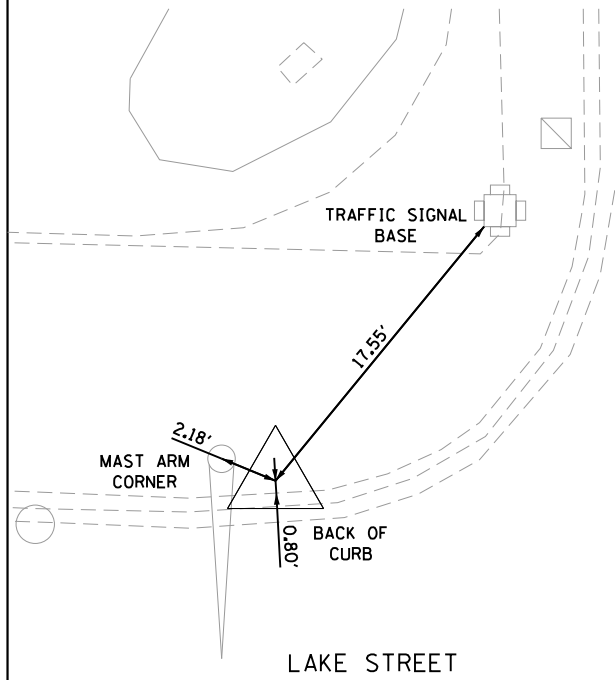 TRAFFIC SIGNAL
BASE
17.55'
2.18'
MAST ARM
CORNER
0.80'
BACK OF
CURB
LAKE STREET